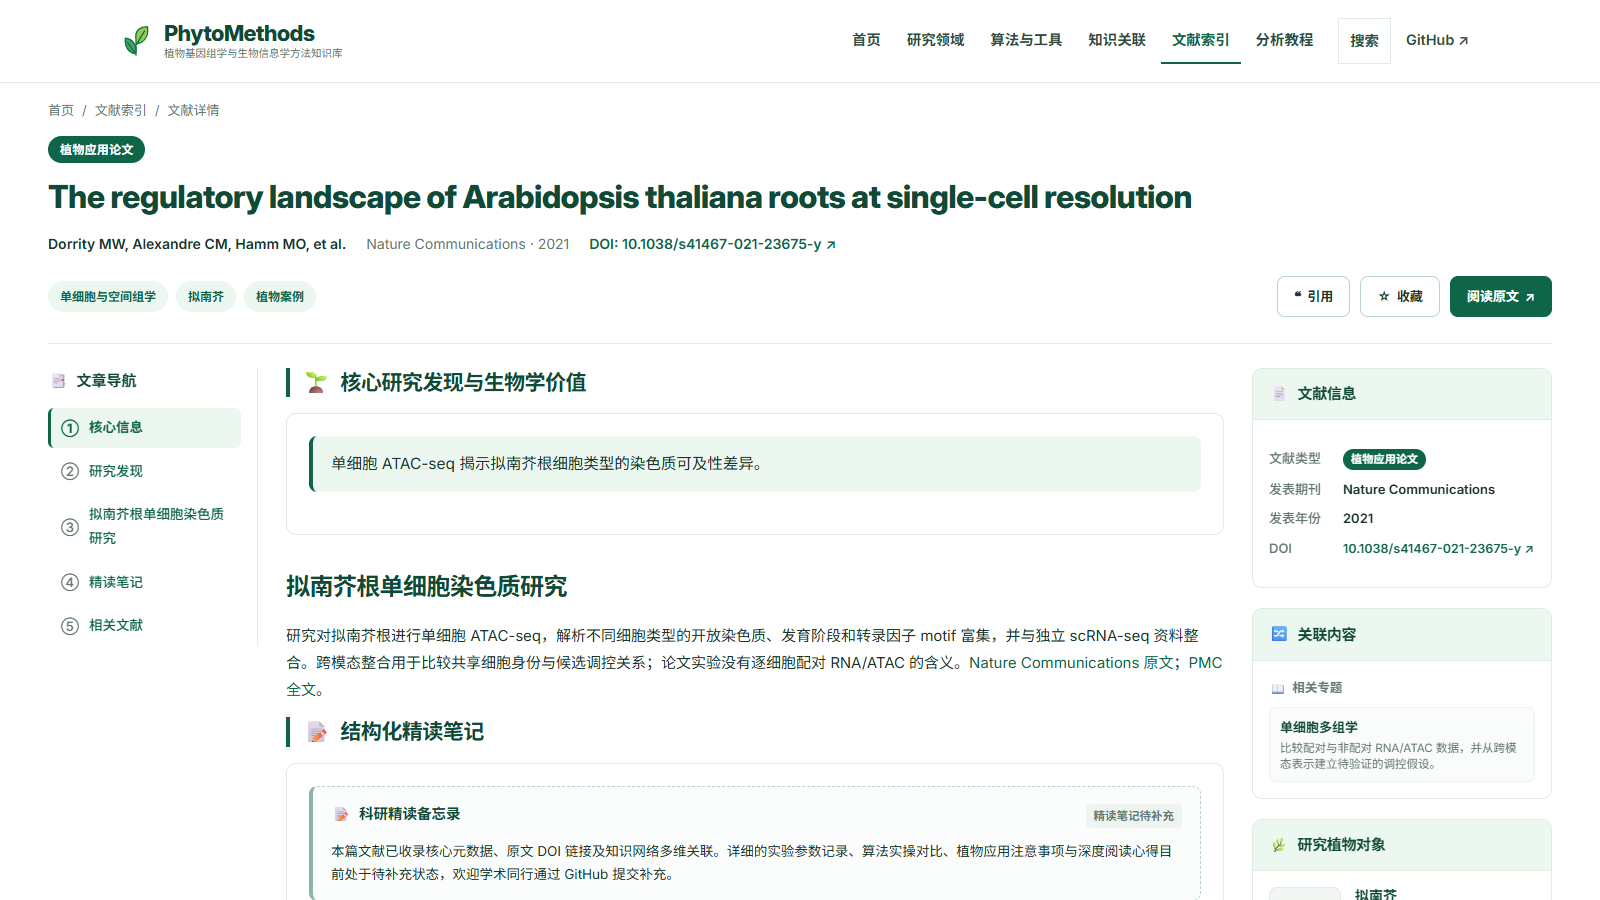 PhytoMethods
植物基因组学与生物信息学方法知识库
首页
研究领域
算法与工具
知识关联
文献索引
分析教程
搜索
GitHub ↗
首页 / 文献索引 / 文献详情
植物应用论文
The regulatory landscape of Arabidopsis thaliana roots at single-cell resolution
Dorrity MW, Alexandre CM, Hamm MO, et al. Nature Communications · 2021 DOI: 10.1038/s41467-021-23675-y ↗
单细胞与空间组学
拟南芥
植物案例
❝ 引用
☆ 收藏
阅读原文 ↗
文章导航
① 核心信息
② 研究发现
③ 拟南芥根单细胞染色质
研究
④ 精读笔记
⑤ 相关文献
核心研究发现与生物学价值
单细胞 ATAC-seq 揭示拟南芥根细胞类型的染色质可及性差异。
拟南芥根单细胞染色质研究
研究对拟南芥根进行单细胞 ATAC-seq，解析不同细胞类型的开放染色质、发育阶段和转录因子 motif 富集，并与独立 scRNA-seq 资料整
合。跨模态整合用于比较共享细胞身份与候选调控关系；论文实验没有逐细胞配对 RNA/ATAC 的含义。Nature Communications 原文；PMC
全文。
结构化精读笔记
科研精读备忘录
精读笔记待补充
本篇文献已收录核心元数据、原文 DOI 链接及知识网络多维关联。详细的实验参数记录、算法实操对比、植物应用注意事项与深度阅读心得目
前处于待补充状态，欢迎学术同行通过 GitHub 提交补充。
文献信息
文献类型 植物应用论文
发表期刊 Nature Communications
发表年份 2021
DOI 10.1038/s41467-021-23675-y ↗
关联内容
相关专题
单细胞多组学
比较配对与非配对 RNA/ATAC 数据，并从跨模
态表示建立待验证的调控假设。
研究植物对象
拟南芥